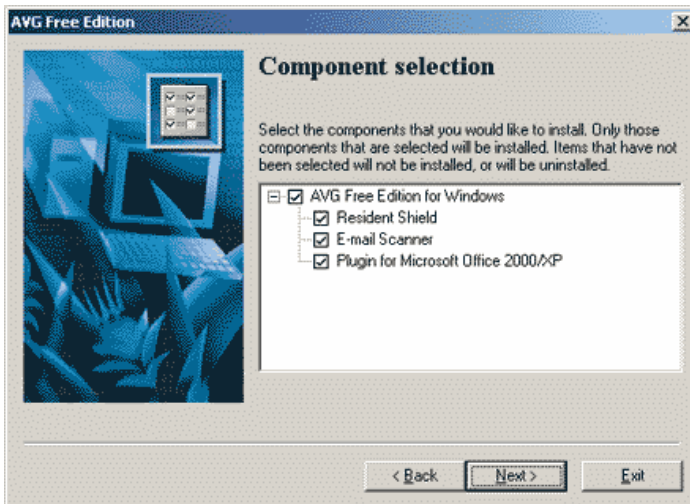 AVG Free Edition
Component selection
Select the components that you would like to install. Only those
components that are selected will be installed. Items that have not
been selected will not be installed, or will be uninstalled.
AVG Free Edition for Windows
Resident Shield
E-mail Scanner
Plugin for Microsoft Office 2000/XP
< Back Next > Exit